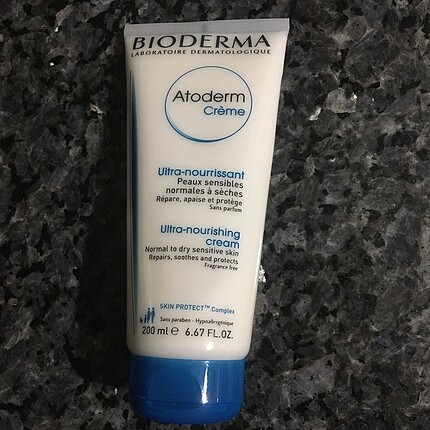 BIODERMA
LABORATOIRE DERMATOLOGIQUE
Atoderm
Crème
Ultra-nourrissant
Peaux sensibles
normales à sèches
Répare, apaise et protège
Sans parfum
Ultra-nourishing
cream
Normal to dry sensitive skin
Repairs, soothes and protects
Fragrance free
SKIN PROTECT™ Complex
Sans paraben - Hypoallergénique
200 ml e 6.67 FL.OZ.